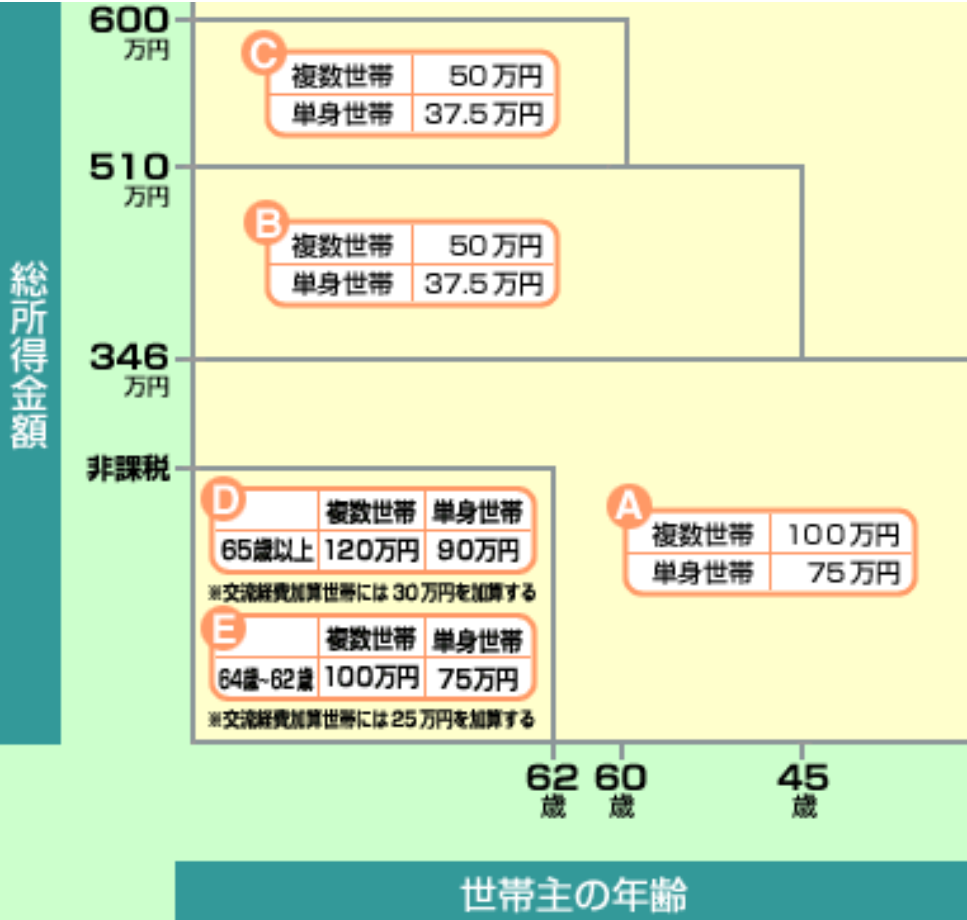 600
万円
C
複数世帯 50万円
単身世帯 37.5万円
510
万円
B
複数世帯 50万円
単身世帯 37.5万円
総所得金額
346
万円
非課税
D
複数世帯 単身世帯
65歳以上 120万円 90万円
※交流経費加算世帯には30万円を加算する
E
複数世帯 単身世帯
64歳~62歳 100万円 75万円
※交流経費加算世帯には25万円を加算する
A
複数世帯 100万円
単身世帯 75万円
62 60 45
歳 歳 歳
世帯主の年齢